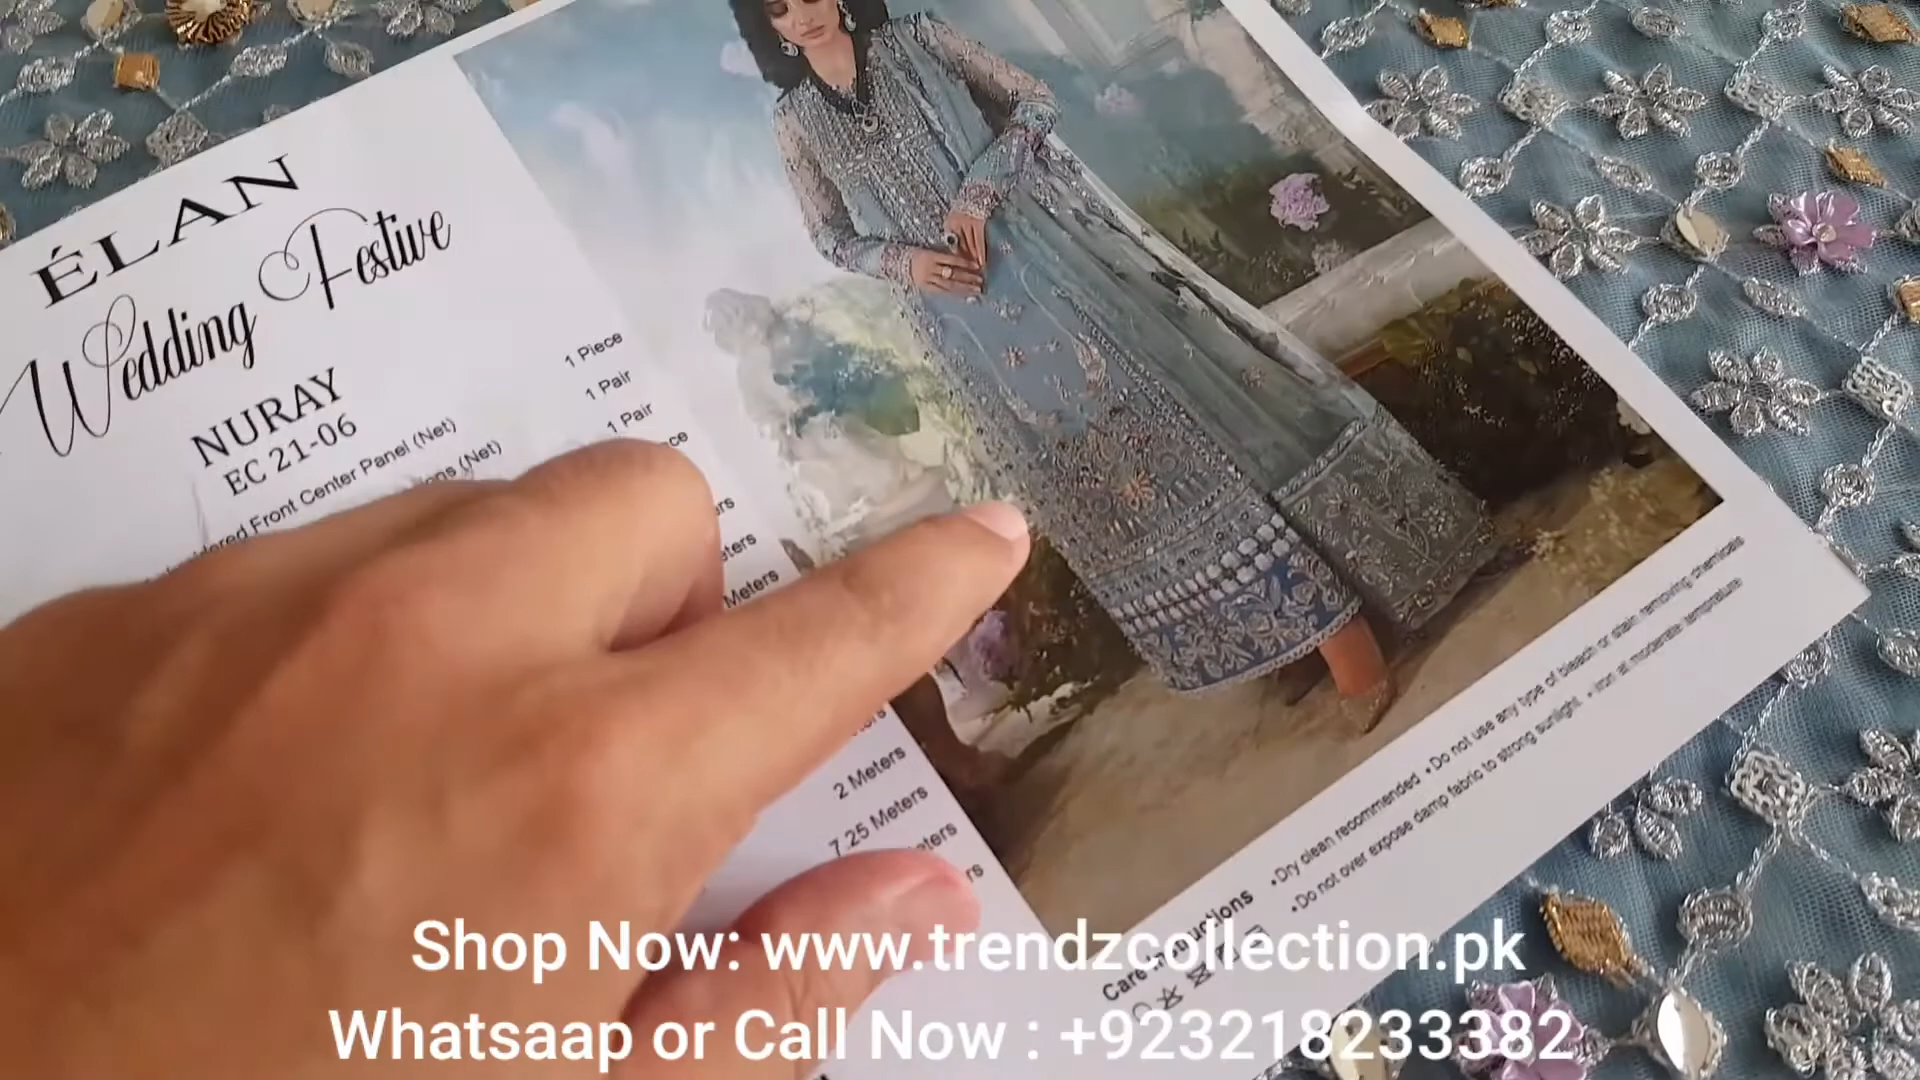 ÉLAN
Wedding Festive
NURAY
EC 21-06
Front Center Panel (Net) 1 Piece
(Net) 1 Pair
1 Pair
Meters
2 Meters
7.25 Meters
Care Instructions
•Dry clean recommended •Do not use any type of bleach or stain removing chemicals
•Do not over expose damp fabric to strong sunlight •Iron at moderate temprature
Shop Now: www.trendzcollection.pk
Whatsaap or Call Now : +923218233382